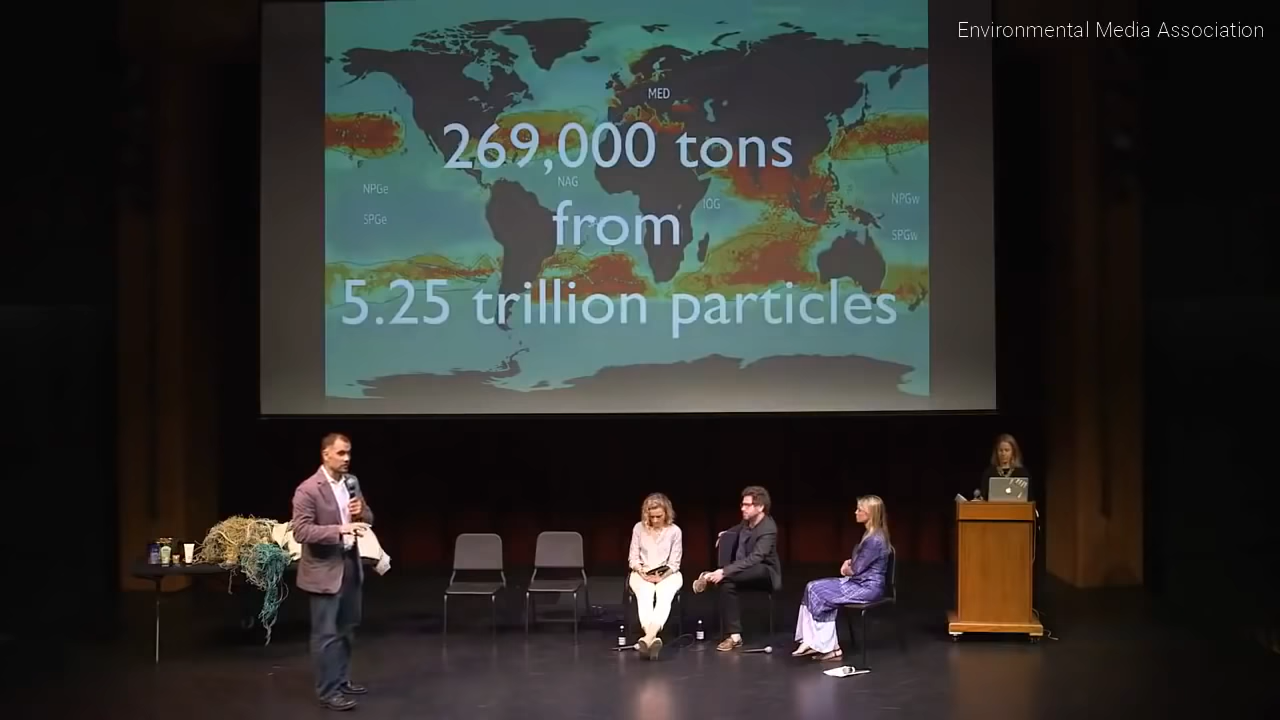 Environmental Media Association
MED
269,000 tons
NAG
NPGe
IOG
NPGw
from
SPGe
SPGw
5.25 trillion particles